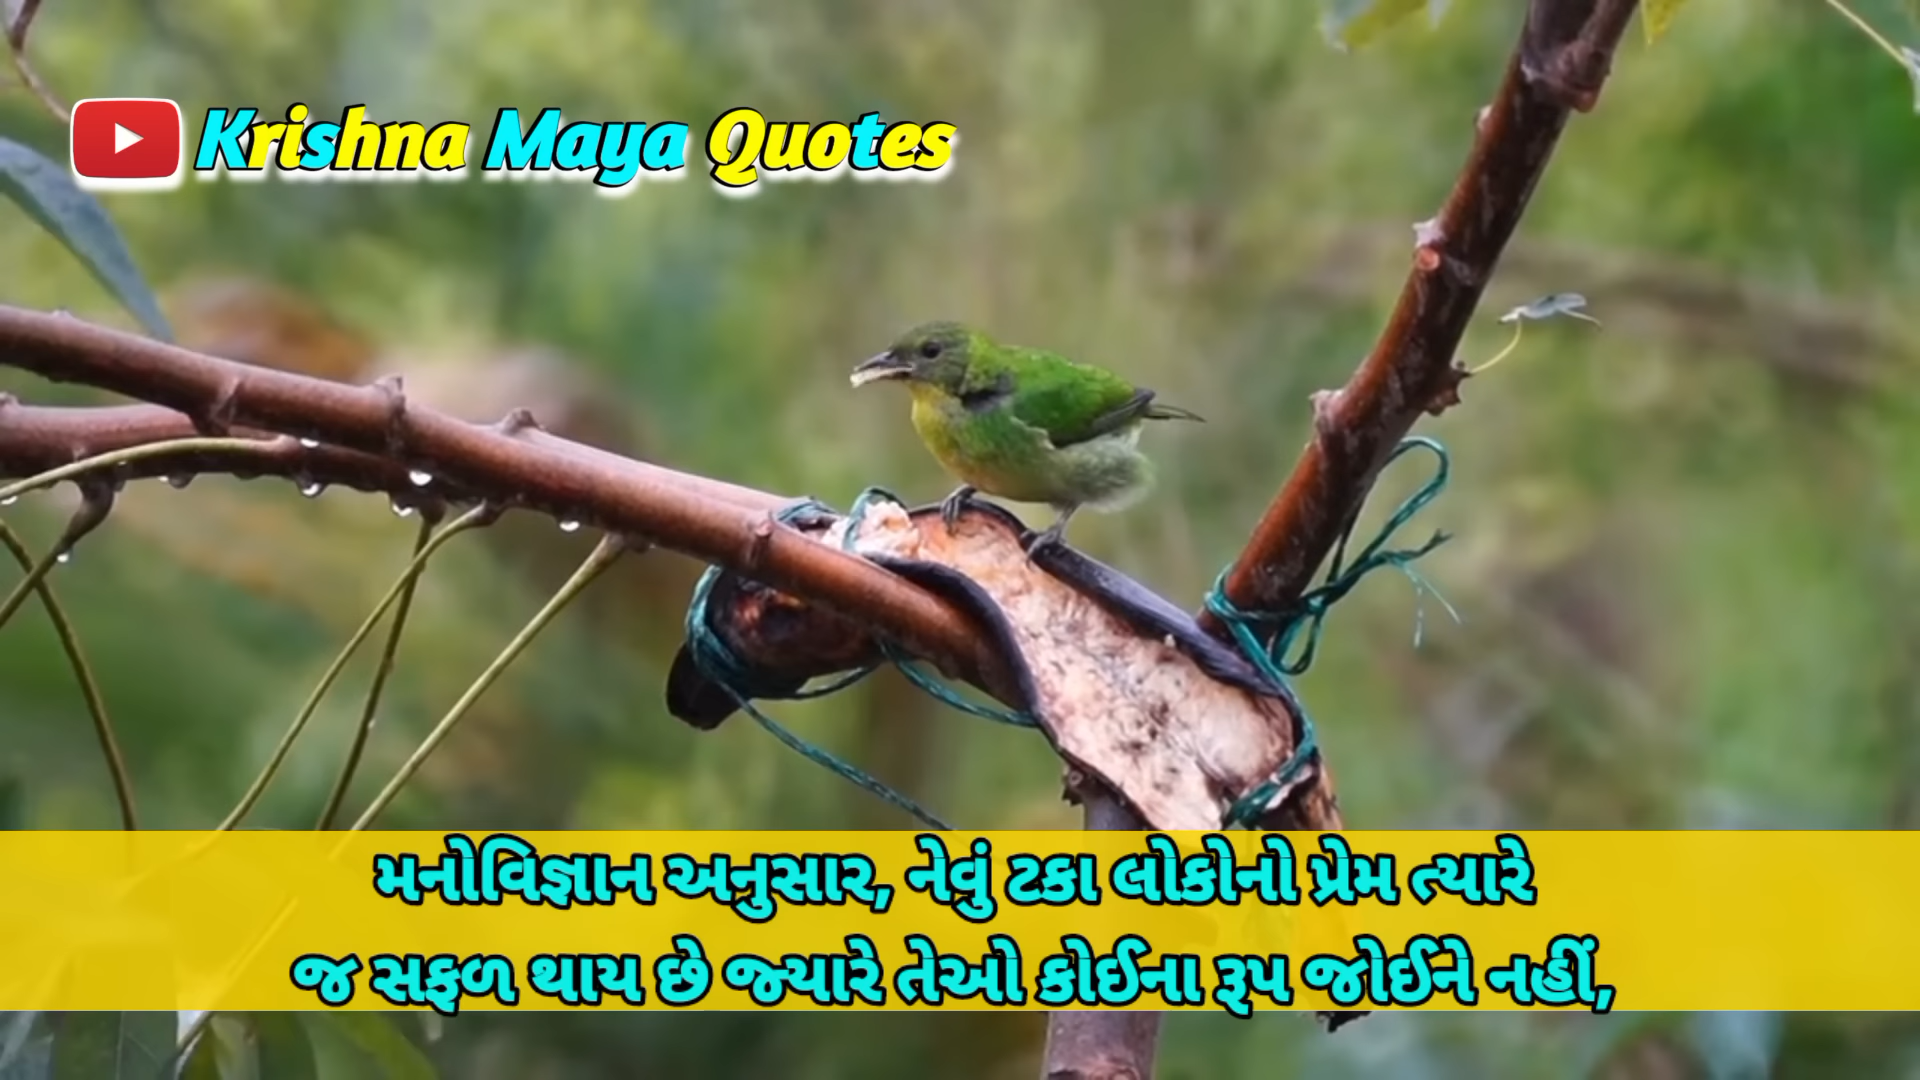 Krishna Maya Quotes
મનોવિજ્ઞાન અનુસાર, નેવું ટકા લોકોનો પ્રેમ ત્યારે
જ સફળ થાય છે જ્યારે તેઓ કોઈના રૂપ જોઈને નહીં,